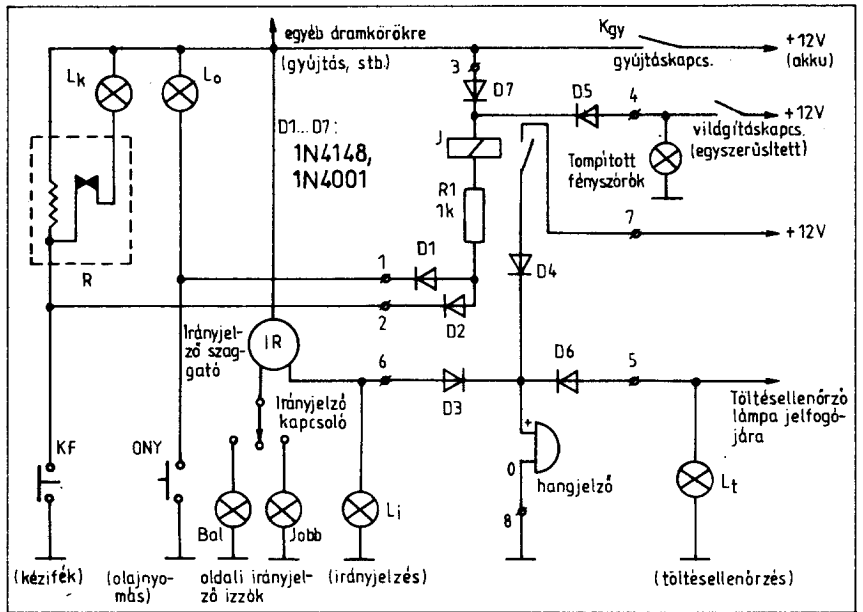 egyéb áramkörökre
(gyújtás, stb.)
Kgy
gyújtáskapcs.
+12V
(akku)
Lk
Lo
3
D7
D5
4
+12V
világításkapcs.
(egyszerűsített)
D1...D7:
1N4148,
1N4001
J
Tompított
fényszórók
R1
1k
7
+12V
R
1
D1
D4
2
D2
Irányjel-
ző szag-
gató
IR
6
D3
D6
5
Irányjelző
kapcsoló
Töltésellenőrző
lámpa jelfogó-
jára
KF
ONY
+
0
hangjelző
8
Bal
Jobb
Li
Lt
(kézifék)
(olajnyo-
más)
oldali irányjel-
ző izzók
(irányjelzés)
(töltésellenőrzés)